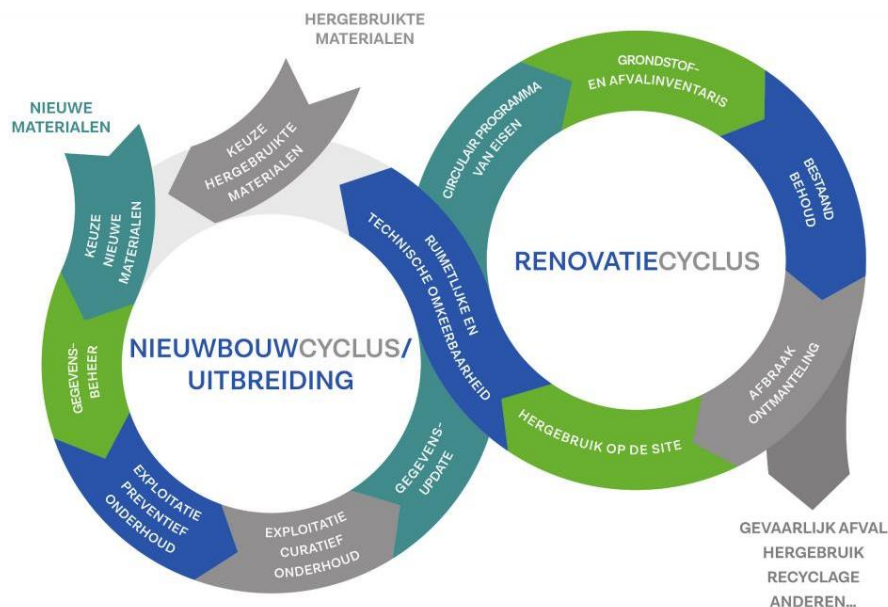 HERGEBRUIKTE
MATERIALEN
NIEUWE
MATERIALEN
KEUZE
HERGEBRUIKTE
MATERIALEN
KEUZE
NIEUWE
MATERIALEN
GEGEVENS-
BEHEER
EXPLOITATIE
PREVENTIEF
ONDERHOUD
EXPLOITATIE
CURATIEF
ONDERHOUD
GEGEVENS-
UPDATE
NIEUWBOUWCYCLUS/
UITBREIDING
CIRCULAIR PROGRAMMA
VAN EISEN
GRONDSTOF-
EN AFVALINVENTARIS
BESTAAND
BEHOUD
AFBRAAK
ONTMANTELING
HERGEBRUIK OP DE SITE
RUIMETLIJKE EN
TECHNISCHE OMKEERBAARHEID
RENOVATIECYCLUS
GEVAARLIJK AFVAL
HERGEBRUIK
RECYCLAGE
ANDEREN...